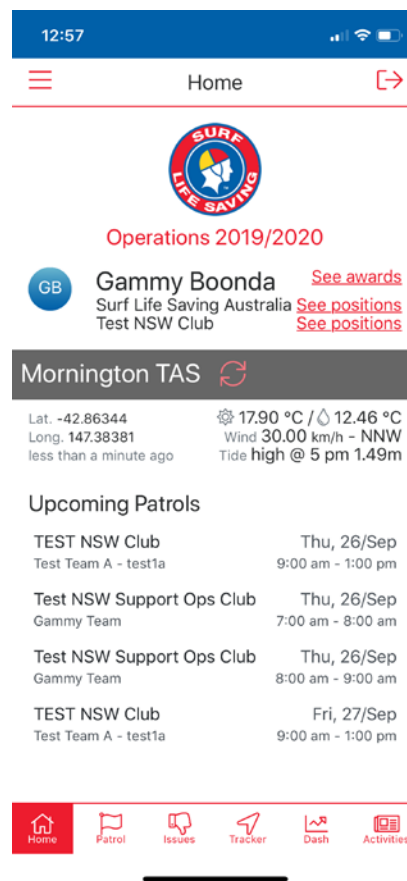 12:57
Home
SURF
LIFE SAVING
Operations 2019/2020
GB
Gammy Boonda See awards
Surf Life Saving Australia See positions
Test NSW Club See positions
Mornington TAS
Lat. -42.86344
Long. 147.38381
less than a minute ago
17.90 °C / 12.46 °C
Wind 30.00 km/h - NNW
Tide high @ 5 pm 1.49m
Upcoming Patrols
TEST NSW Club Thu, 26/Sep
Test Team A - test1a 9:00 am - 1:00 pm
Test NSW Support Ops Club Thu, 26/Sep
Gammy Team 7:00 am - 8:00 am
Test NSW Support Ops Club Thu, 26/Sep
Gammy Team 8:00 am - 9:00 am
TEST NSW Club Fri, 27/Sep
Test Team A - test1a 9:00 am - 1:00 pm
Home Patrol Issues Tracker Dash Activities